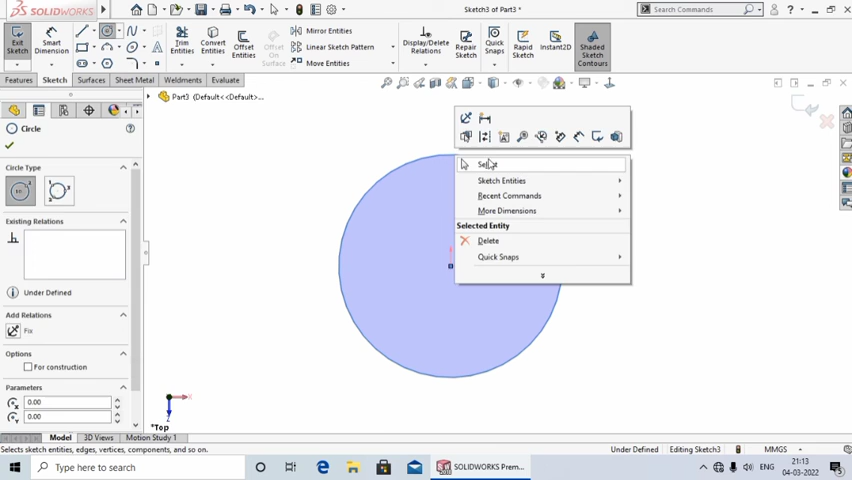 SOLIDWORKS
Sketch3 of Part3 *
Search Commands
Exit Sketch
Smart Dimension
Trim Entities
Convert Entities
Offset Entities
Offset On Surface
Mirror Entities
Linear Sketch Pattern
Move Entities
Display/Delete Relations
Repair Sketch
Quick Snaps
Rapid Sketch
Instant2D
Shaded Sketch Contours
Features
Sketch
Surfaces
Sheet Metal
Weldments
Evaluate
Part3 (Default<<Default>...
Circle
Circle Type
Existing Relations
Under Defined
Add Relations
Fix
Options
For construction
Parameters
0.00
0.00
Select
Sketch Entities
Recent Commands
More Dimensions
Selected Entity
Delete
Quick Snaps
X
Z
*Top
Model
3D Views
Motion Study 1
Selects sketch entities, edges, vertices, components, and so on.
Under Defined
Editing Sketch3
MMGS
Type here to search
SOLIDWORKS Prem...
ENG
21:13
04-03-2022